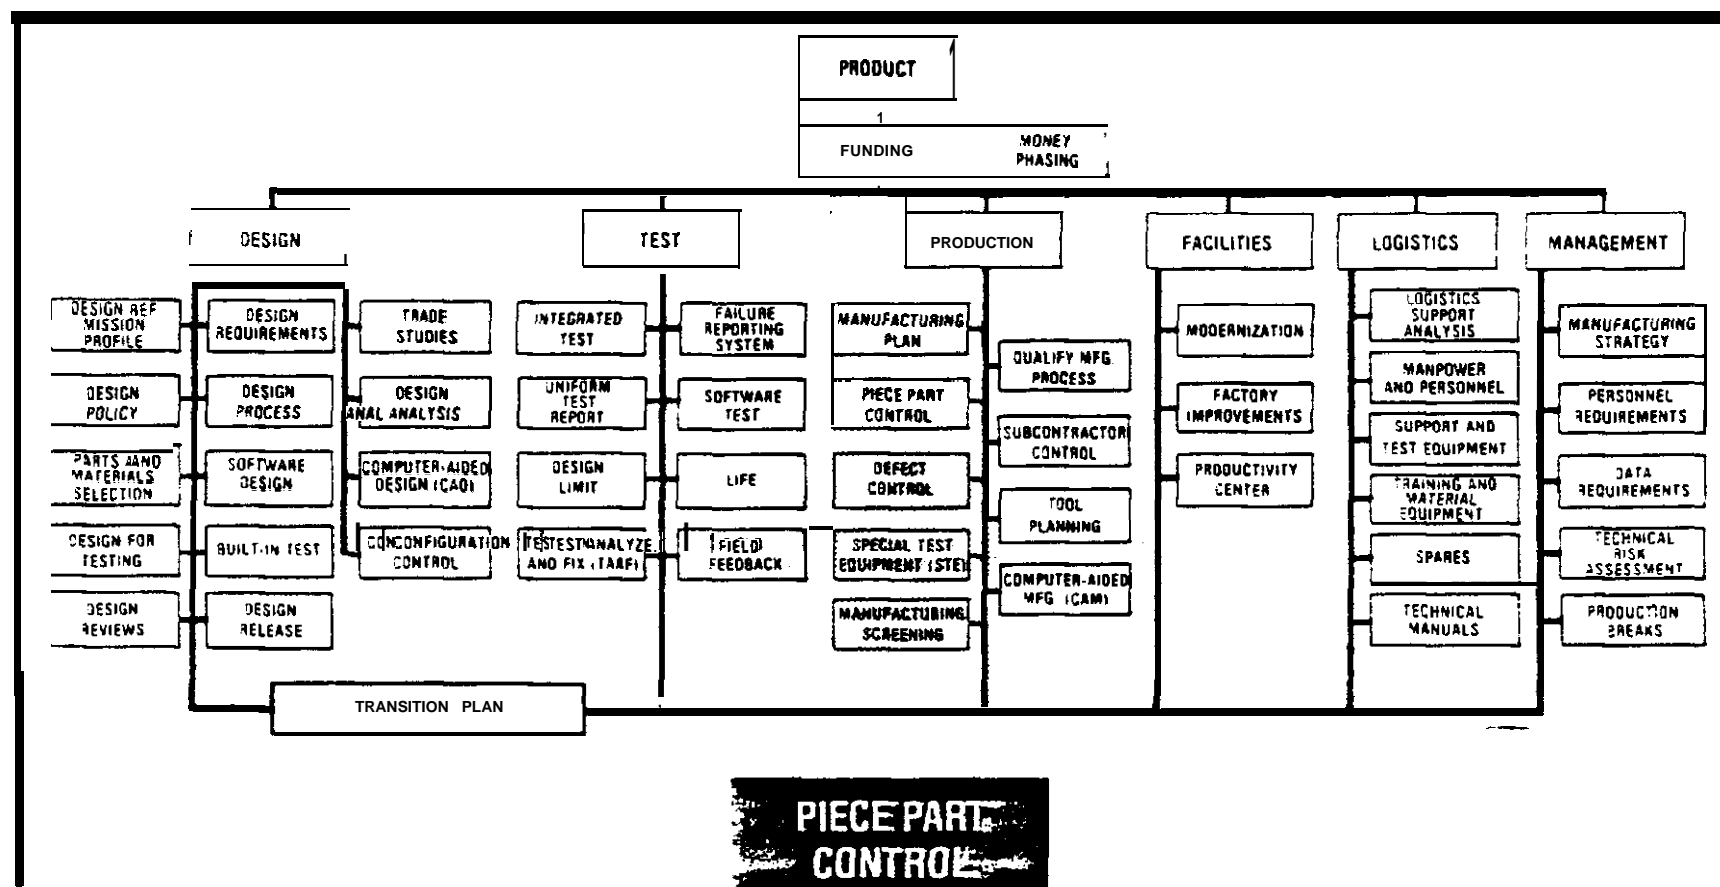 PRODUCT
1
FUNDING
MONEY
PHASING
DESIGN
TEST
PRODUCTION
FACILITIES
LOGISTICS
MANAGEMENT
DESIGN REF
MISSION
PROFILE
DESIGN
REQUIREMENTS
TRADE
STUDIES
DESIGN
POLICY
DESIGN
PROCESS
DESIGN
ANAL ANALYSIS
PARTS AAND
MATERIALS
SELECTION
SOFTWARE
DESIGN
COMPUTER-AIDED
DESIGN (CAD)
DESIGN FOR
TESTING
BUILT-IN TEST
CONCONFIGURATION
CONTROL
DESIGN
REVIEWS
DESIGN
RELEASE
INTEGRATED
TEST
FAILURE
REPORTING
SYSTEM
UNIFORM
TEST
REPORT
SOFTWARE
TEST
DESIGN
LIMIT
LIFE
TESTEST ANALYZE
AND FIX (TAAF)
FIELD
FEEDBACK
MANUFACTURING
PLAN
QUALIFY MFG.
PROCESS
PIECE PART
CONTROL
SUBCONTRACTOR
CONTROL
DEFECT
CONTROL
TOOL
PLANNING
SPECIAL TEST
EQUIPMENT (STE)
COMPUTER-AIDED
MFG (CAM)
MANUFACTURING
SCREENING
MODERNIZATION
FACTORY
IMPROVEMENTS
PRODUCTIVITY
CENTER
LOGISTICS
SUPPORT
ANALYSIS
MANPOWER
AND PERSONNEL
SUPPORT AND
TEST EQUIPMENT
TRAINING AND
MATERIAL
EQUIPMENT
SPARES
TECHNICAL
MANUALS
MANUFACTURING
STRATEGY
PERSONNEL
REQUIREMENTS
DATA
REQUIREMENTS
TECHNICAL
RISK
ASSESSMENT
PRODUCTION
BREAKS
TRANSITION PLAN
PIECE PART
CONTROL